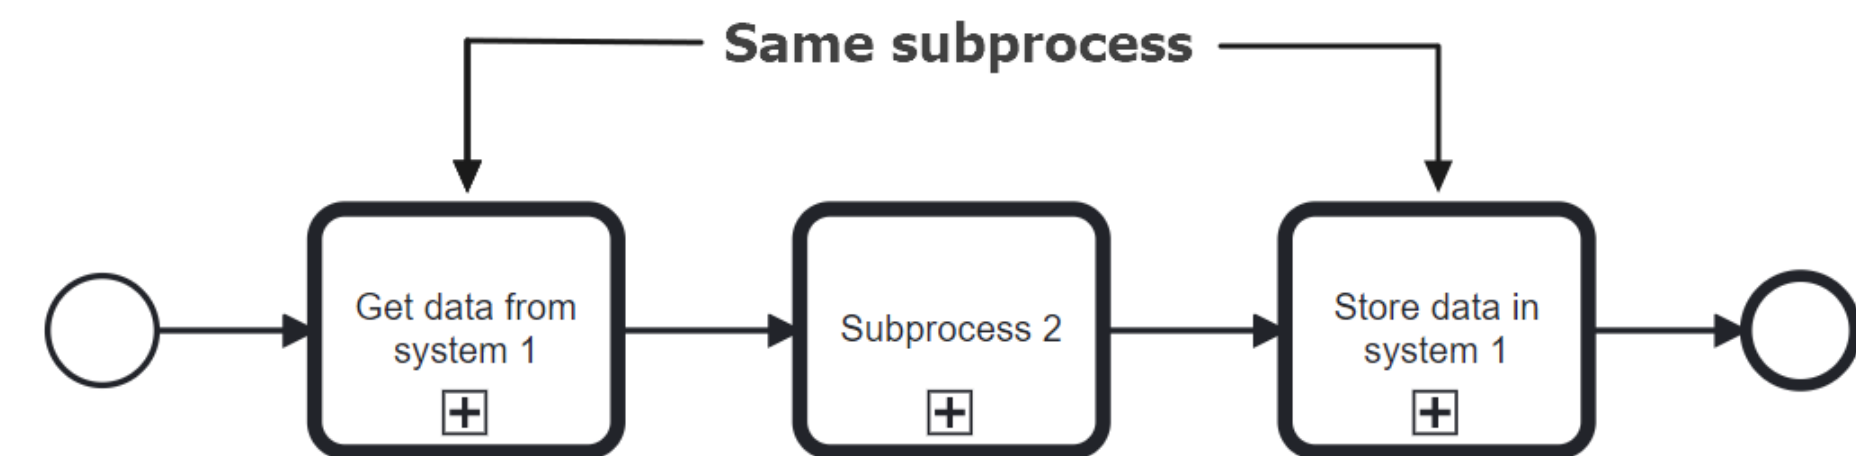 Same subprocess
Get data from
system 1
Subprocess 2
Store data in
system 1